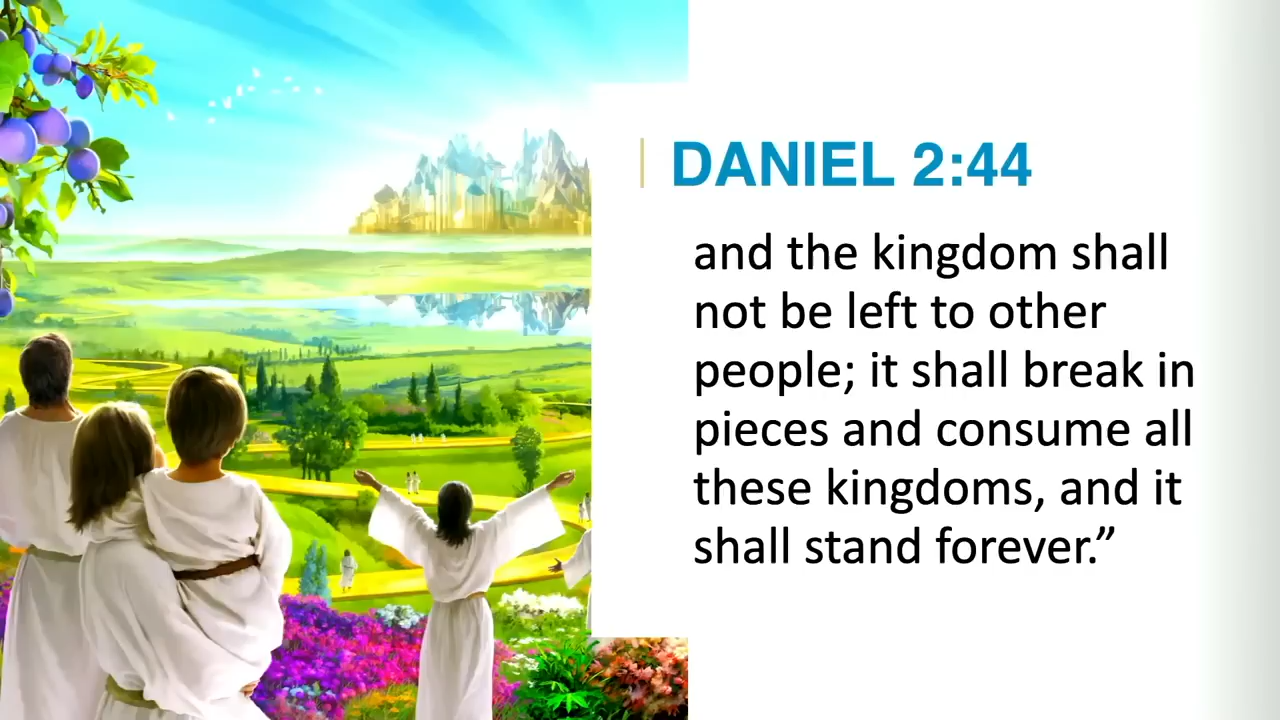 DANIEL 2:44
and the kingdom shall
not be left to other
people; it shall break in
pieces and consume all
these kingdoms, and it
shall stand forever.”